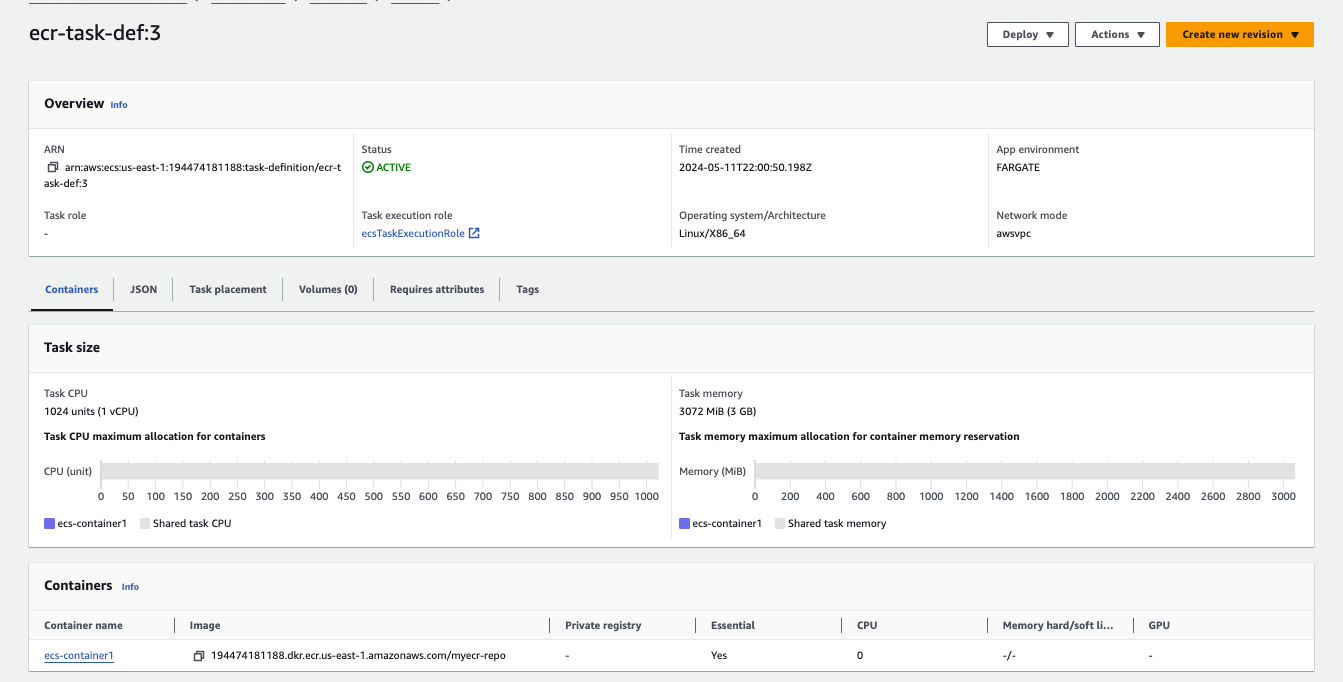 ecr-task-def:3
Deploy ▼
Actions ▼
Create new revision ▼
Overview Info
ARN
arn:aws:ecs:us-east-1:194474181188:task-definition/ecr-t
ask-def:3
Status
ACTIVE
Time created
2024-05-11T22:00:50.198Z
App environment
FARGATE
Task role
-
Task execution role
ecsTaskExecutionRole
Operating system/Architecture
Linux/X86_64
Network mode
awsvpc
Containers JSON Task placement Volumes (0) Requires attributes Tags
Task size
Task CPU
1024 units (1 vCPU)
Task CPU maximum allocation for containers
CPU (unit)
0 50 100 150 200 250 300 350 400 450 500 550 600 650 700 750 800 850 900 950 1000
ecs-container1 Shared task CPU
Task memory
3072 MiB (3 GB)
Task memory maximum allocation for container memory reservation
Memory (MiB)
0 200 400 600 800 1000 1200 1400 1600 1800 2000 2200 2400 2600 2800 3000
ecs-container1 Shared task memory
Containers Info
Container name Image Private registry Essential CPU Memory hard/soft li... GPU
ecs-container1 194474181188.dkr.ecr.us-east-1.amazonaws.com/myecr-repo - Yes 0 -/- -